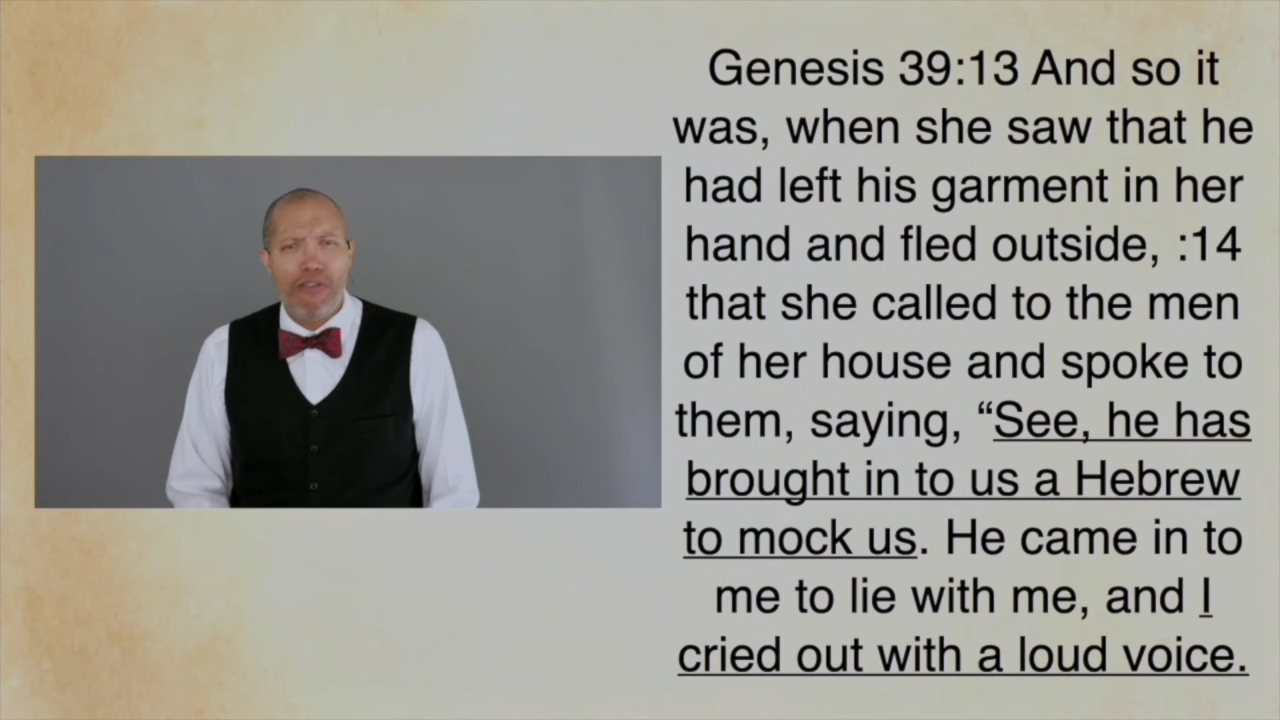 Genesis 39:13 And so it
was, when she saw that he
had left his garment in her
hand and fled outside, :14
that she called to the men
of her house and spoke to
them, saying, “See, he has
brought in to us a Hebrew
to mock us. He came in to
me to lie with me, and I
cried out with a loud voice.